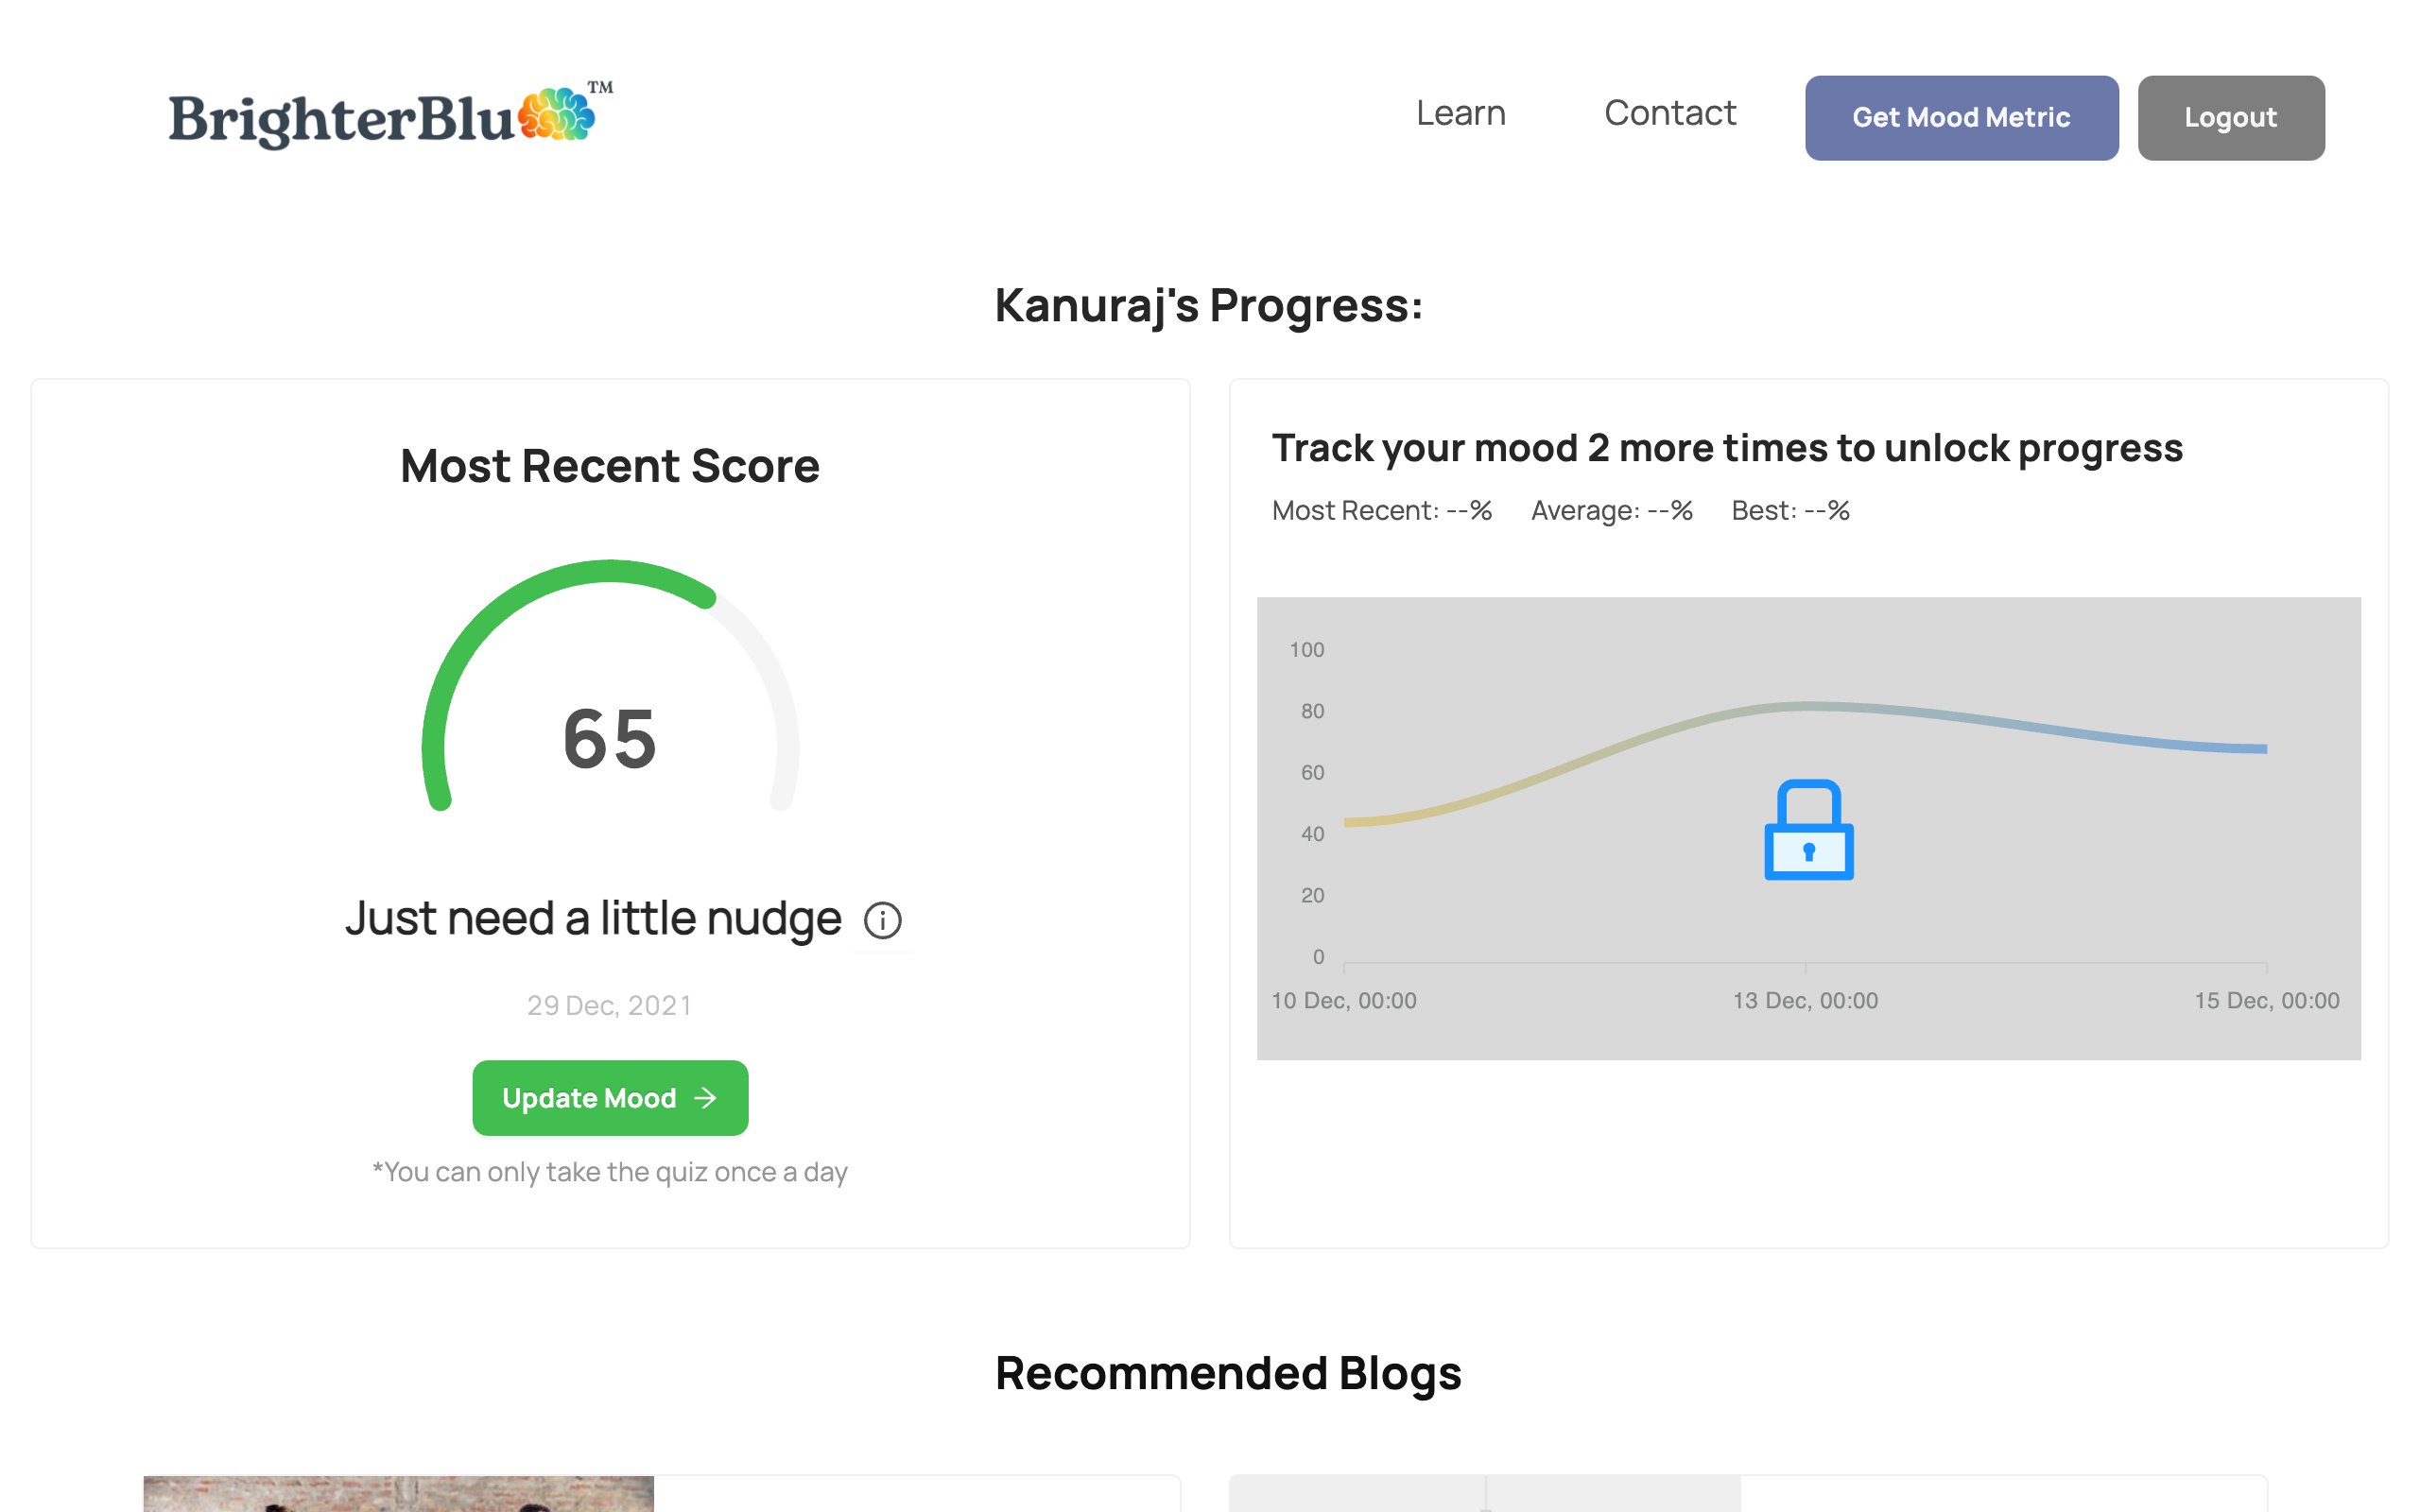 BrighterBlu™
Learn
Contact
Get Mood Metric
Logout
Kanuraj's Progress:
Most Recent Score
65
Just need a little nudge
29 Dec, 2021
Update Mood
*You can only take the quiz once a day
Track your mood 2 more times to unlock progress
Most Recent: --% Average: --% Best: --%
100
80
60
40
20
0
10 Dec, 00:00 13 Dec, 00:00 15 Dec, 00:00
Recommended Blogs